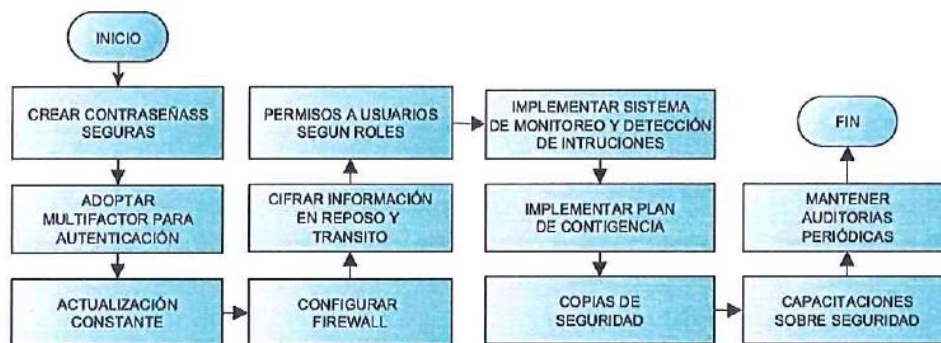 INICIO
CREAR CONTRASEÑASS
SEGURAS
ADOPTAR
MULTIFACTOR PARA
AUTENTICACIÓN
ACTUALIZACIÓN
CONSTANTE
CONFIGURAR
FIREWALL
CIFRAR INFORMACIÓN
EN REPOSO Y
TRANSITO
PERMISOS A USUARIOS
SEGUN ROLES
IMPLEMENTAR SISTEMA
DE MONITOREO Y DETECCIÓN
DE INTRUCIONES
IMPLEMENTAR PLAN
DE CONTIGENCIA
COPIAS DE
SEGURIDAD
CAPACITACIONES
SOBRE SEGURIDAD
MANTENER
AUDITORIAS
PERIÓDICAS
FIN